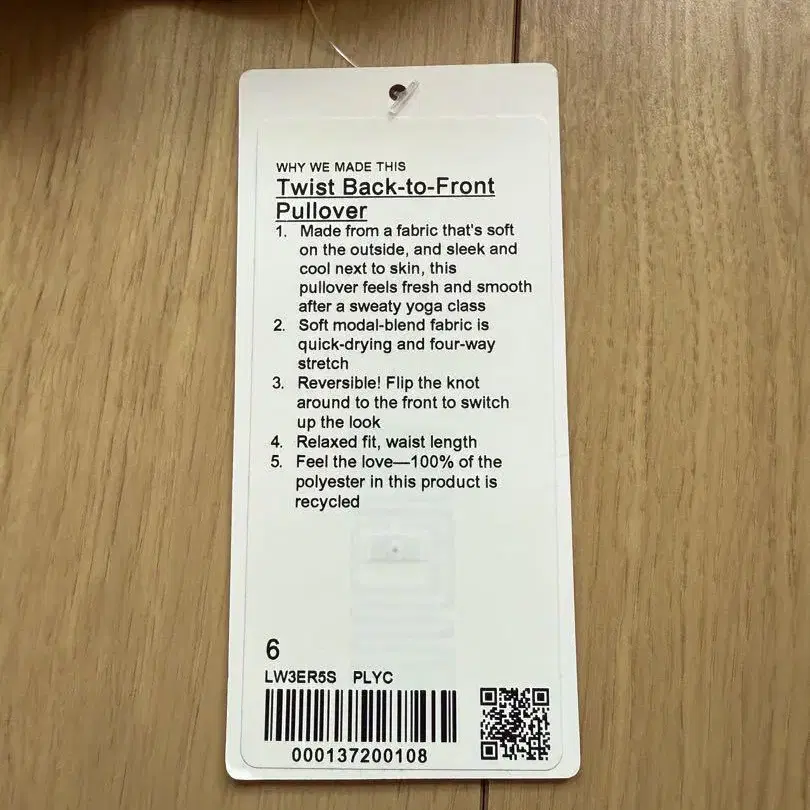 WHY WE MADE THIS
Twist Back-to-Front
Pullover
1. Made from a fabric that's soft
on the outside, and sleek and
cool next to skin, this
pullover feels fresh and smooth
after a sweaty yoga class
2. Soft modal-blend fabric is
quick-drying and four-way
stretch
3. Reversible! Flip the knot
around to the front to switch
up the look
4. Relaxed fit, waist length
5. Feel the love—100% of the
polyester in this product is
recycled
6
LW3ER5S PLYC
000137200108